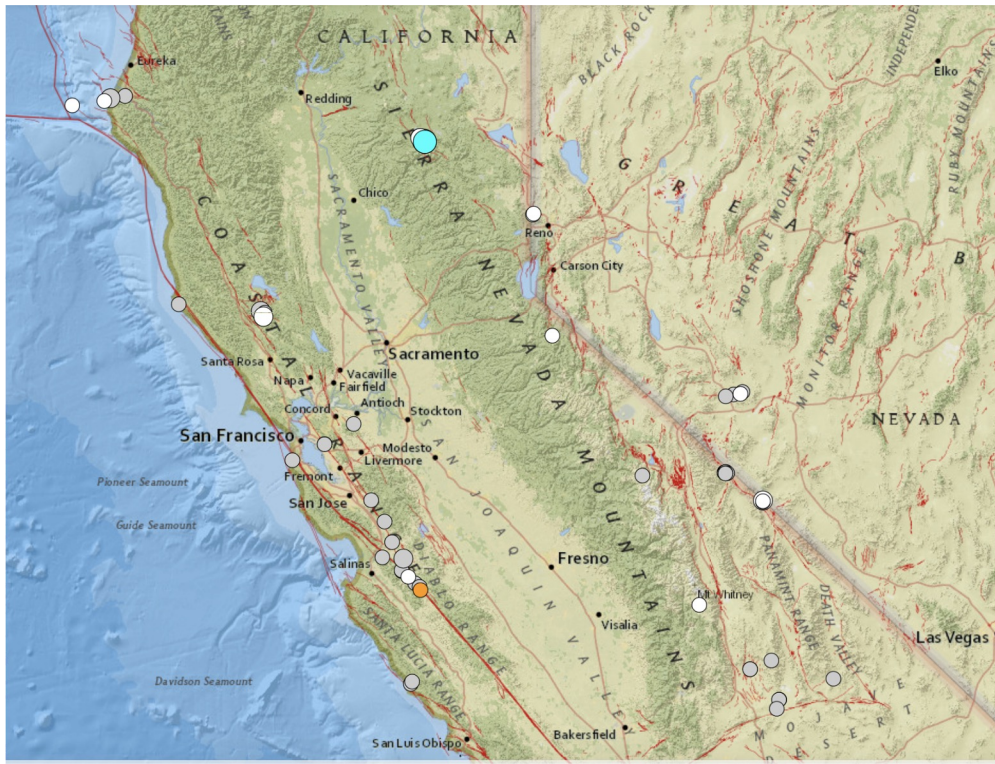 CALIFORNIA
BLACK ROCK
INDEPENDEN
Eureka
Elko
RUBY MOUNTAINS
Redding
SIERRA NEVADA MOUNTAINS
GREAT B
SHOSHONE MOUNTAINS
Chico
COAST RANGE
SACRAMENTO VALLEY
Reno
Carson City
MONITOR RANGE
Sacramento
Santa Rosa
Vacaville
Napa
Fairfield
Antioch
Concord
Stockton
NEVADA
San Francisco
Modesto
Livermore
SAN JOAQUIN VALLEY
Fremont
Pioneer Seamount
San Jose
Guide Seamount
DIABLO RANGE
Salinas
Fresno
PANAMINT RANGE
DEATH VALLEY
Mt Whitney
SANTA LUCIA RANGE
Visalia
Las Vegas
Davidson Seamount
MOJAVE
DESERT
San Luis Obispo
Bakersfield